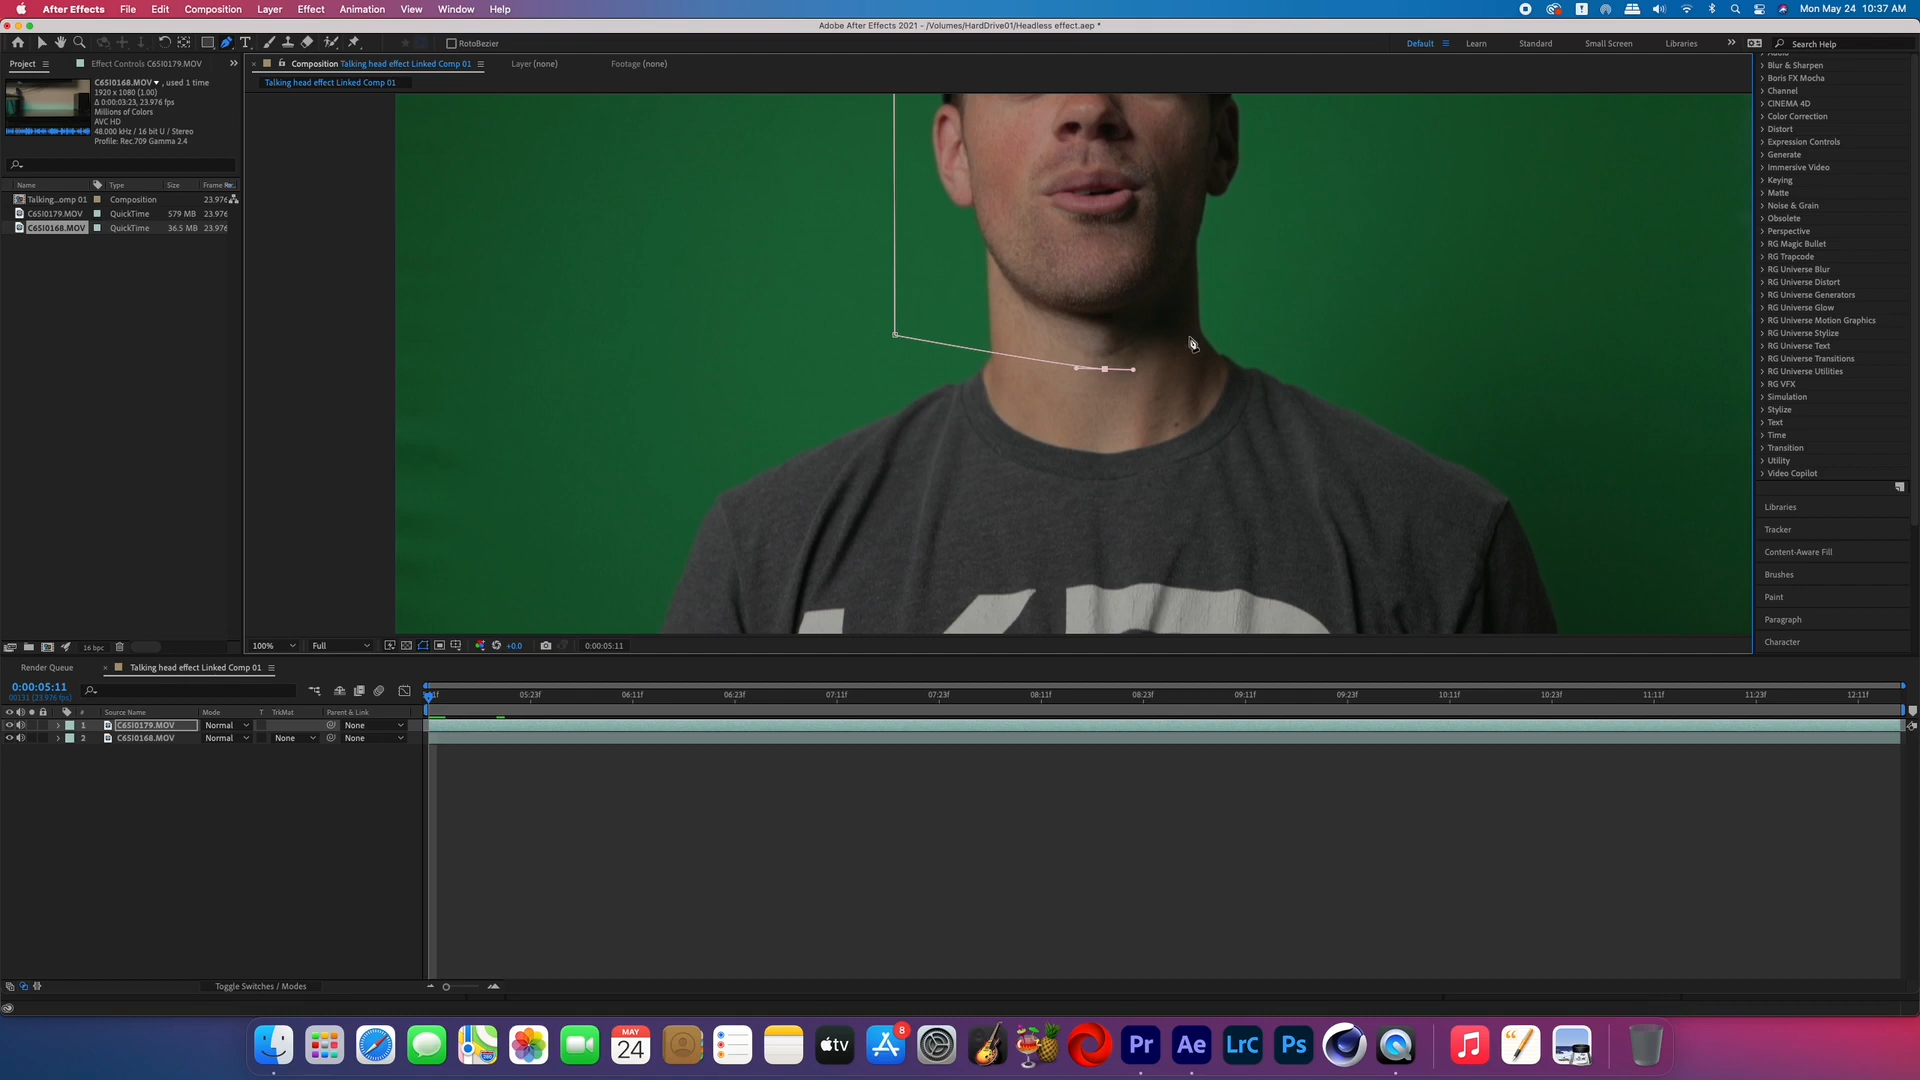 After Effects File Edit Composition Layer Effect Animation View Window Help Mon May 24 10:37 AM
Adobe After Effects 2021 - /Volumes/HardDrive01/Headless effect.aep *
RotoBezier Default Learn Standard Small Screen Libraries Search Help
Project Effect Controls C6SI0179.MOV Composition Talking head effect Linked Comp 01 Layer (none) Footage (none)
Talking head effect Linked Comp 01
C6SI0168.MOV , used 1 time
1920 x 1080 (1.00)
Δ 0:00:03:23, 23.976 fps
Millions of Colors
AVC HD
48.000 kHz / 16 bit U / Stereo
Profile: Rec.709 Gamma 2.4
Name Type Size Frame R...
Talking...omp 01 Composition 23.976
C6SI0179.MOV QuickTime 579 MB 23.976
C6SI0168.MOV QuickTime 36.5 MB 23.976
Blur & Sharpen
Boris FX Mocha
Channel
CINEMA 4D
Color Correction
Distort
Expression Controls
Generate
Immersive Video
Keying
Matte
Noise & Grain
Obsolete
Perspective
RG Magic Bullet
RG Trapcode
RG Universe Blur
RG Universe Distort
RG Universe Generators
RG Universe Glow
RG Universe Motion Graphics
RG Universe Stylize
RG Universe Text
RG Universe Transitions
RG Universe Utilities
RG VFX
Simulation
Stylize
Text
Time
Transition
Utility
Video Copilot
Libraries
Tracker
Content-Aware Fill
Brushes
Paint
Paragraph
Character
16 bpc 100% Full +0.0 0:00:05:11
Render Queue Talking head effect Linked Comp 01
0:00:05:11
00131 (23.976 fps)
05:23f 06:11f 06:23f 07:11f 07:23f 08:11f 08:23f 09:11f 09:23f 10:11f 10:23f 11:11f 11:23f 12:11f
# Source Name Mode T TrkMat Parent & Link
1 C6SI0179.MOV Normal None
2 C6SI0168.MOV Normal None None
Toggle Switches / Modes
MAY
24 tv 8 Pr Ae LrC Ps